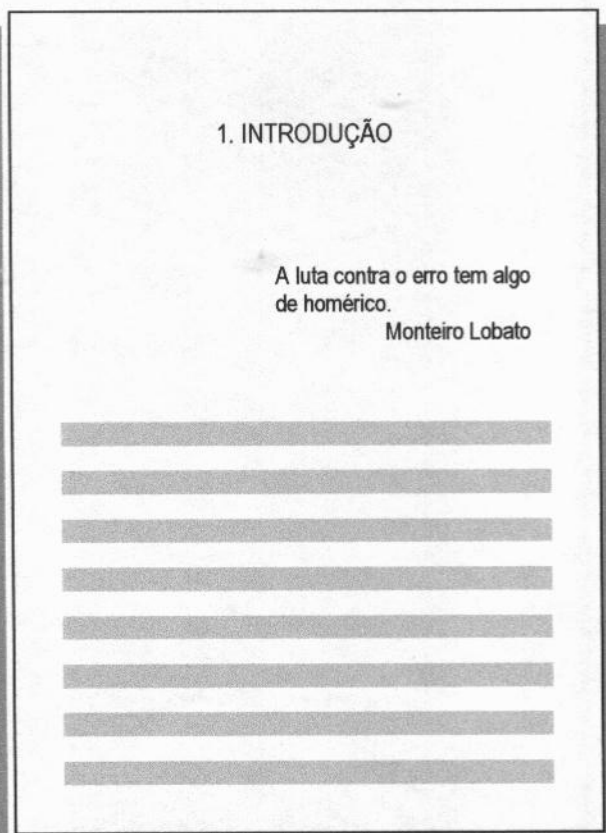 1. INTRODUÇÃO
A luta contra o erro tem algo
de homérico.
Monteiro Lobato